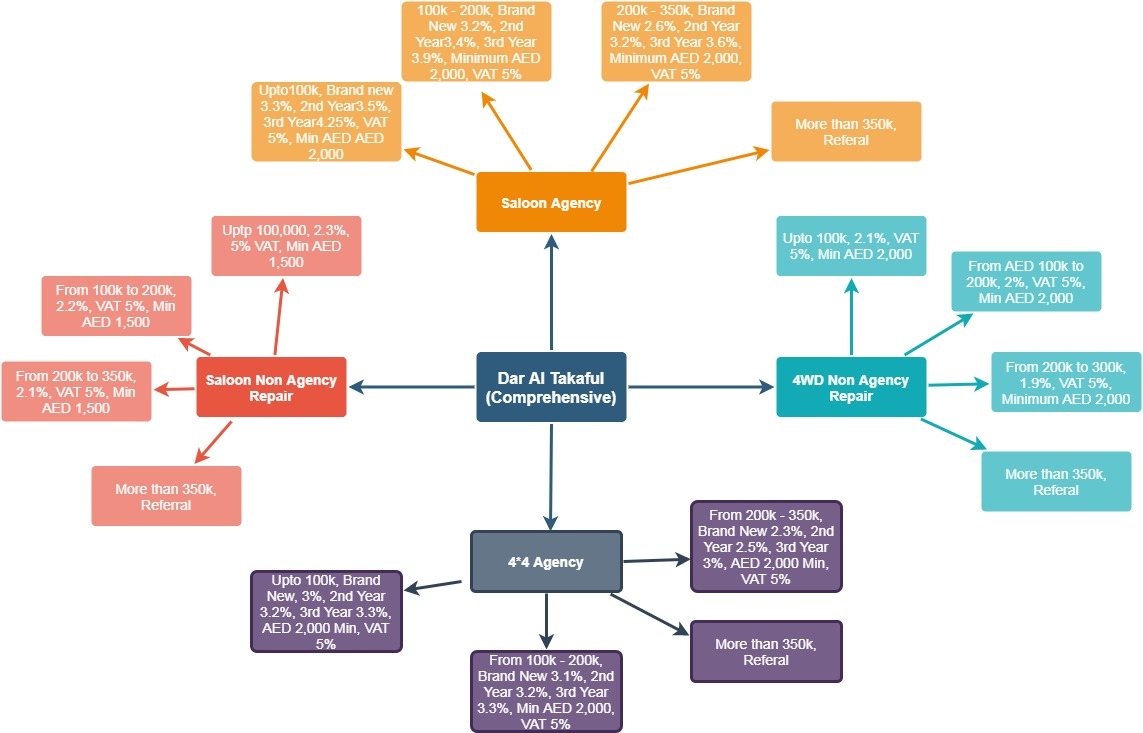 100k - 200k, Brand
New 3.2%, 2nd
Year3,4%, 3rd Year
3.9%, Minimum AED
2,000, VAT 5%
200k - 350k, Brand
New 2.6%, 2nd Year
3.2%, 3rd Year 3.6%,
Minimum AED 2,000,
VAT 5%
Upto100k, Brand new
3.3%, 2nd Year3.5%,
3rd Year4.25%, VAT
5%, Min AED AED
2,000
More than 350k,
Referal
Saloon Agency
Uptp 100,000, 2.3%,
5% VAT, Min AED
1,500
Upto 100k, 2.1%, VAT
5%, Min AED 2,000
From 100k to 200k,
2.2%, VAT 5%, Min
AED 1,500
From AED 100k to
200k, 2%, VAT 5%,
Min AED 2,000
From 200k to 350k,
2.1%, VAT 5%, Min
AED 1,500
Saloon Non Agency
Repair
Dar Al Takaful
(Comprehensive)
4WD Non Agency
Repair
From 200k to 300k,
1.9%, VAT 5%,
Minimum AED 2,000
More than 350k,
Referral
More than 350k,
Referal
4*4 Agency
From 200k - 350k,
Brand New 2.3%, 2nd
Year 2.5%, 3rd Year
3%, AED 2,000 Min,
VAT 5%
Upto 100k, Brand
New, 3%, 2nd Year
3.2%, 3rd Year 3.3%,
AED 2,000 Min, VAT
5%
More than 350k,
Referal
From 100k - 200k,
Brand New 3.1%, 2nd
Year 3.2%, 3rd Year
3.3%, Min AED 2,000,
VAT 5%